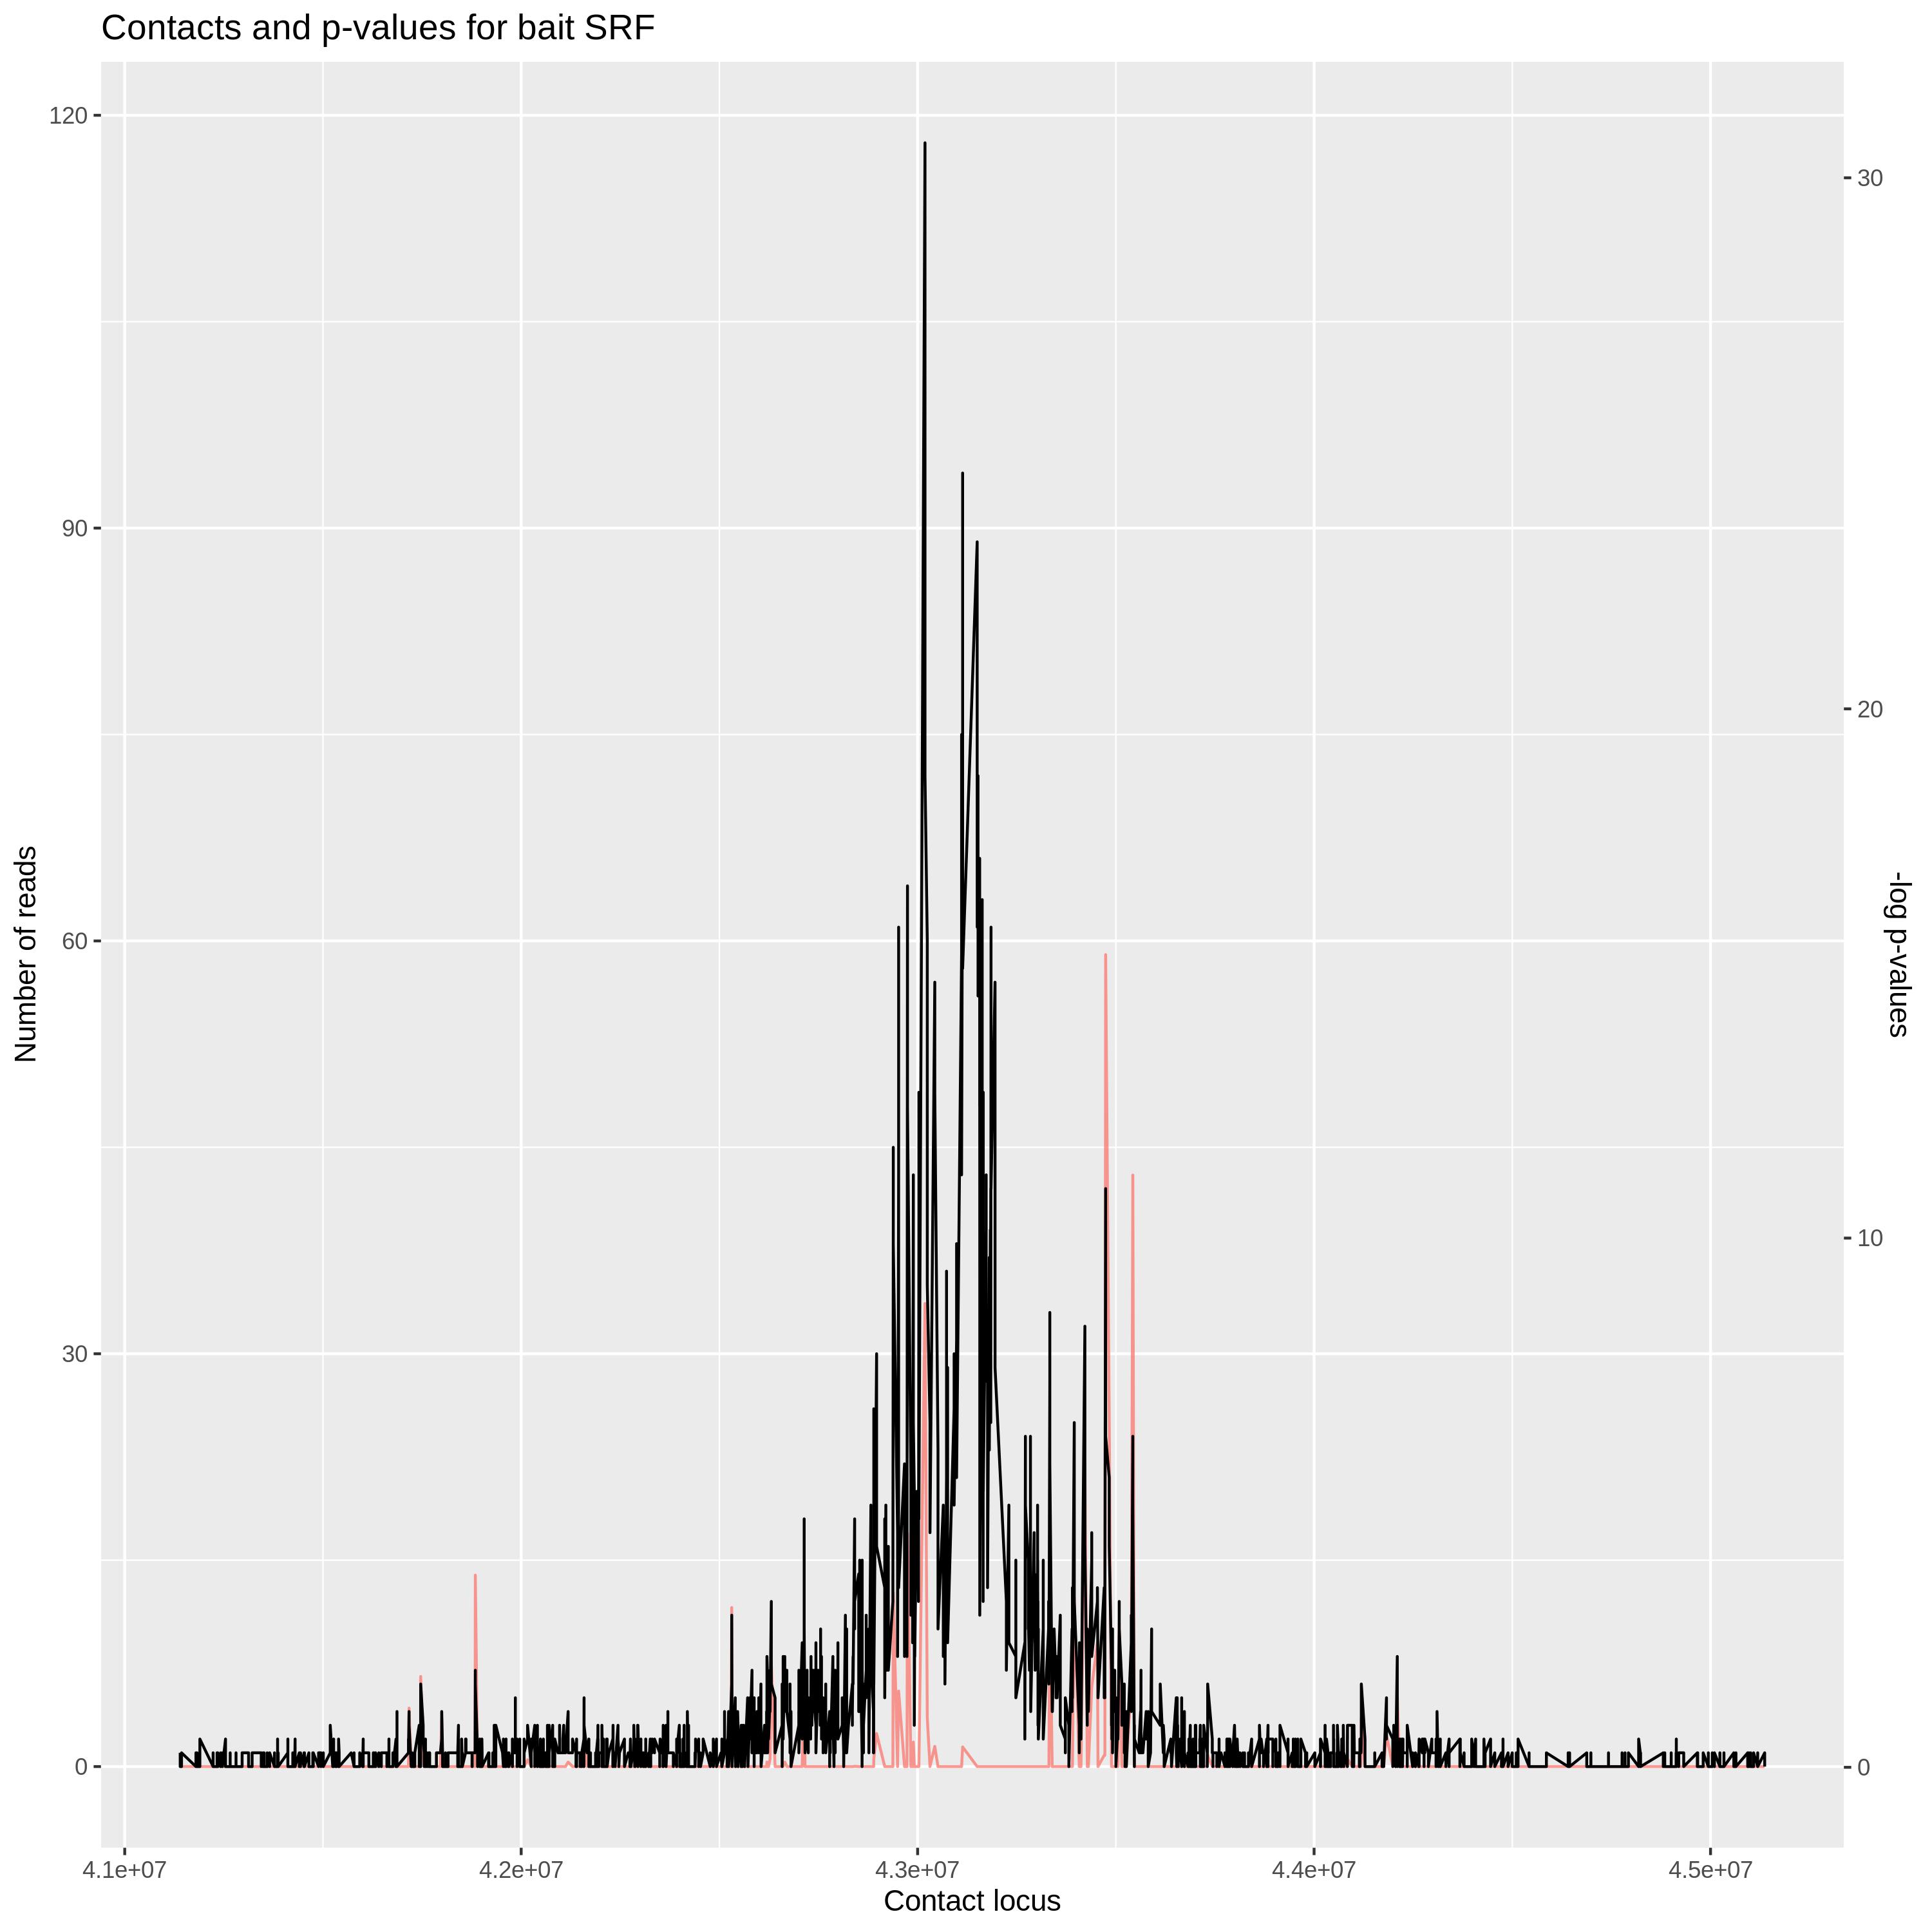 Contacts and p-values for bait SRF
120
90
60
30
0
Number of reads
30
20
10
0
-log p-values
4.1e+07
4.2e+07
4.3e+07
4.4e+07
4.5e+07
Contact locus